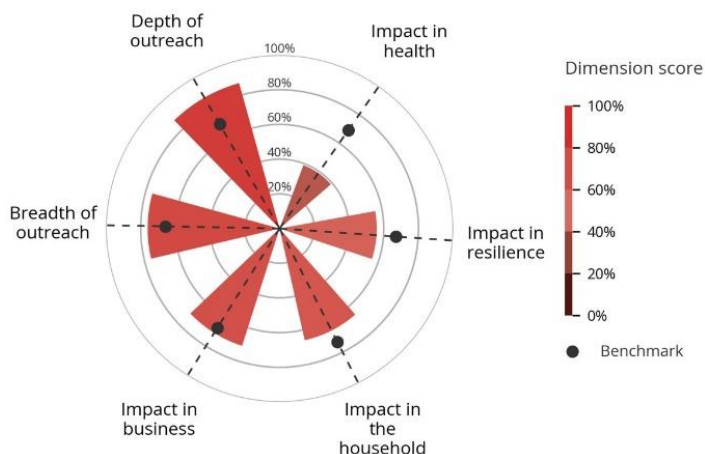 Depth of
outreach
Impact in
health
100%
80%
60%
40%
20%
Breadth of
outreach
Impact in
resilience
Impact in
business
Impact in
the
household
Dimension score
100%
80%
60%
40%
20%
0%
Benchmark